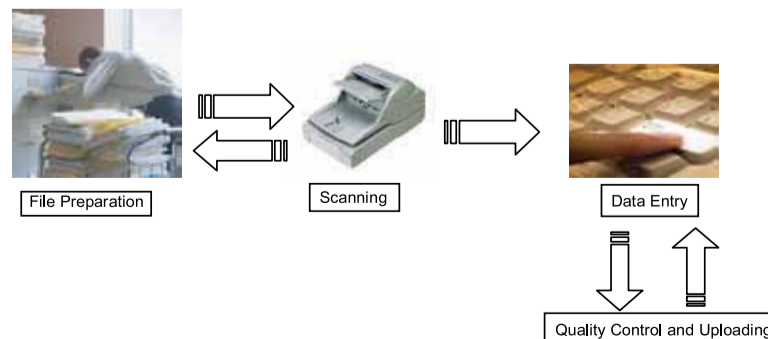 File Preparation
Scanning
Data Entry
Quality Control and Uploading